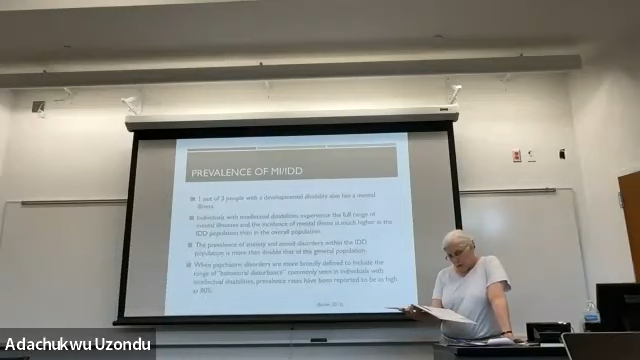 PREVALENCE OF MI/IDD
1 out of 3 people with a developmental disability also has a mental
illness.
Individuals with intellectual disabilities, experience the full range of
mental illnesses and the incidence of mental illness is much higher in the
IDD population than in the overall population.
The prevalence of anxiety and mood disorders within the IDD
population is more than double that of the general population.
When psychiatric disorders are more broadly defined to include the
range of "behavioral disturbance" commonly seen in individuals with
intellectual disabilities, prevalence rates have been reported to be as high
as 80%.
Adachukwu Uzondu